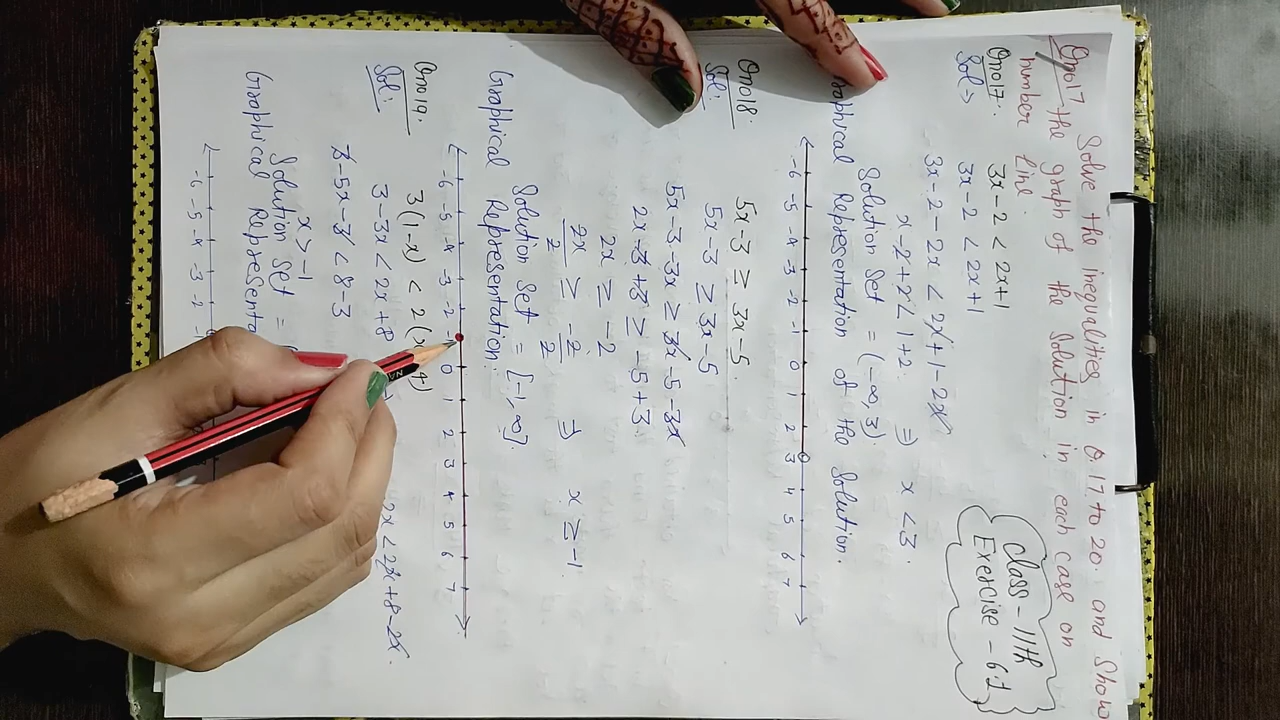 Qno17 Solve the inequalities in Q.17 to 20. and Show
the graph of the Solution in each case on
number line.
Class-11th
Exercise-6.1
Qno17:. 3x-2 < 2x+1
Sol⇒ 3x-2 < 2x+1
3x-2-2x < 2x+1-2x
x-2+2 < 1+2 ⇒ x<3.
Solution Set = (-∞,3)
Graphical Representation of the Solution.
-6 -5 -4 -3 -2 -1 0 1 2 3 4 5 6 7
Qno18: 5x-3 ≥ 3x-5.
Sol: 5x-3 ≥ 3x-5
5x-3-3x ≥ 3x-5-3x
2x-3+3 ≥ -5+3
2x ≥ -2
2x/2 ≥ -2/2 ⇒ x ≥ -1.
Solution Set = [-1,∞).
Graphical Representation:
-6 -5 -4 -3 -2 -1 0 1 2 3 4 5 6 7
Qno19: 3(1-x) < 2(x 4)
Sol: 3-3x < 2x+8 2x < 2x+8-2x.
3-5x-3 < 8-3
x > -1
Solution Set =
Graphical
-6 -5 -4 -3 -2 -1